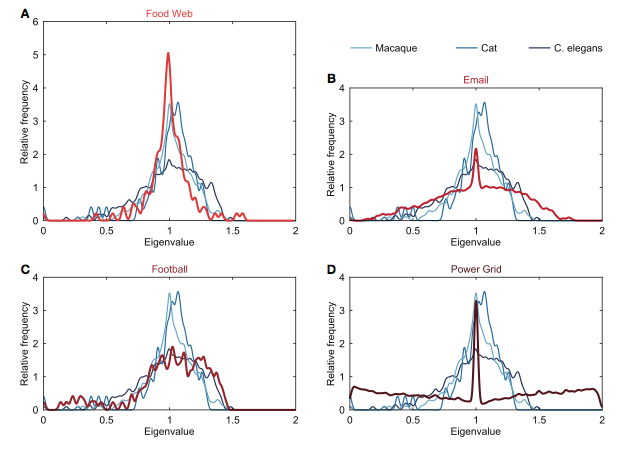 A
Food Web
6
5
4
3
2
1
0
Relative frequency
0 0.5 1 1.5 2
Eigenvalue
Macaque Cat C. elegans
B
Email
4
3
2
1
0
Relative frequency
0 0.5 1 1.5 2
Eigenvalue
C
Football
4
3
2
1
0
Relative frequency
0 0.5 1 1.5 2
Eigenvalue
D
Power Grid
4
3
2
1
0
Relative frequency
0 0.5 1 1.5 2
Eigenvalue